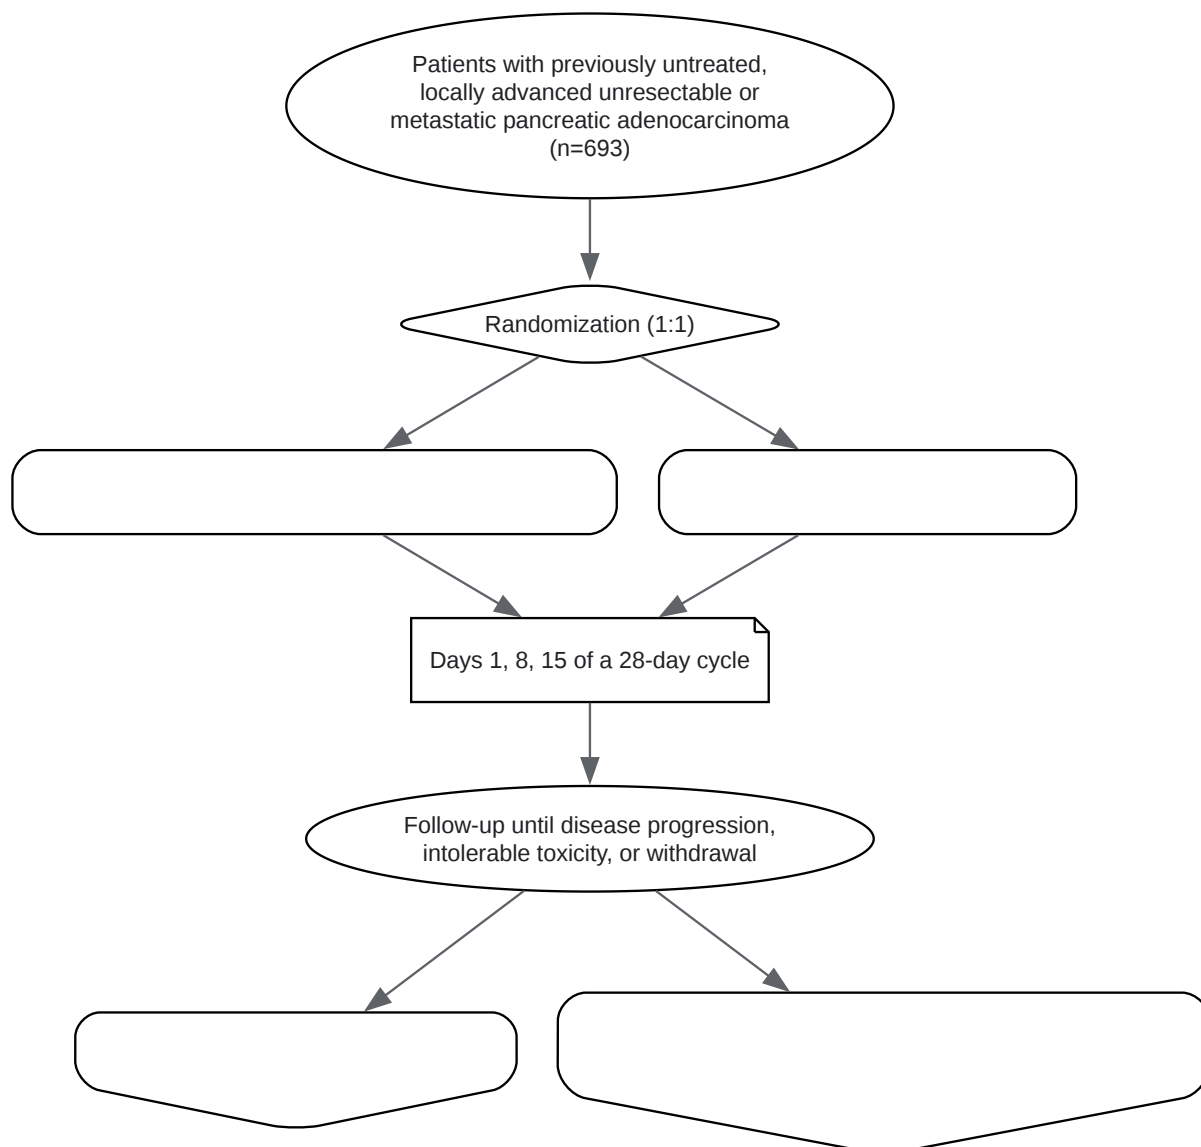 Patients with previously untreated,
locally advanced unresectable or
metastatic pancreatic adenocarcinoma
(n=693)
Randomization (1:1)
Days 1, 8, 15 of a 28-day cycle
Follow-up until disease progression,
intolerable toxicity, or withdrawal